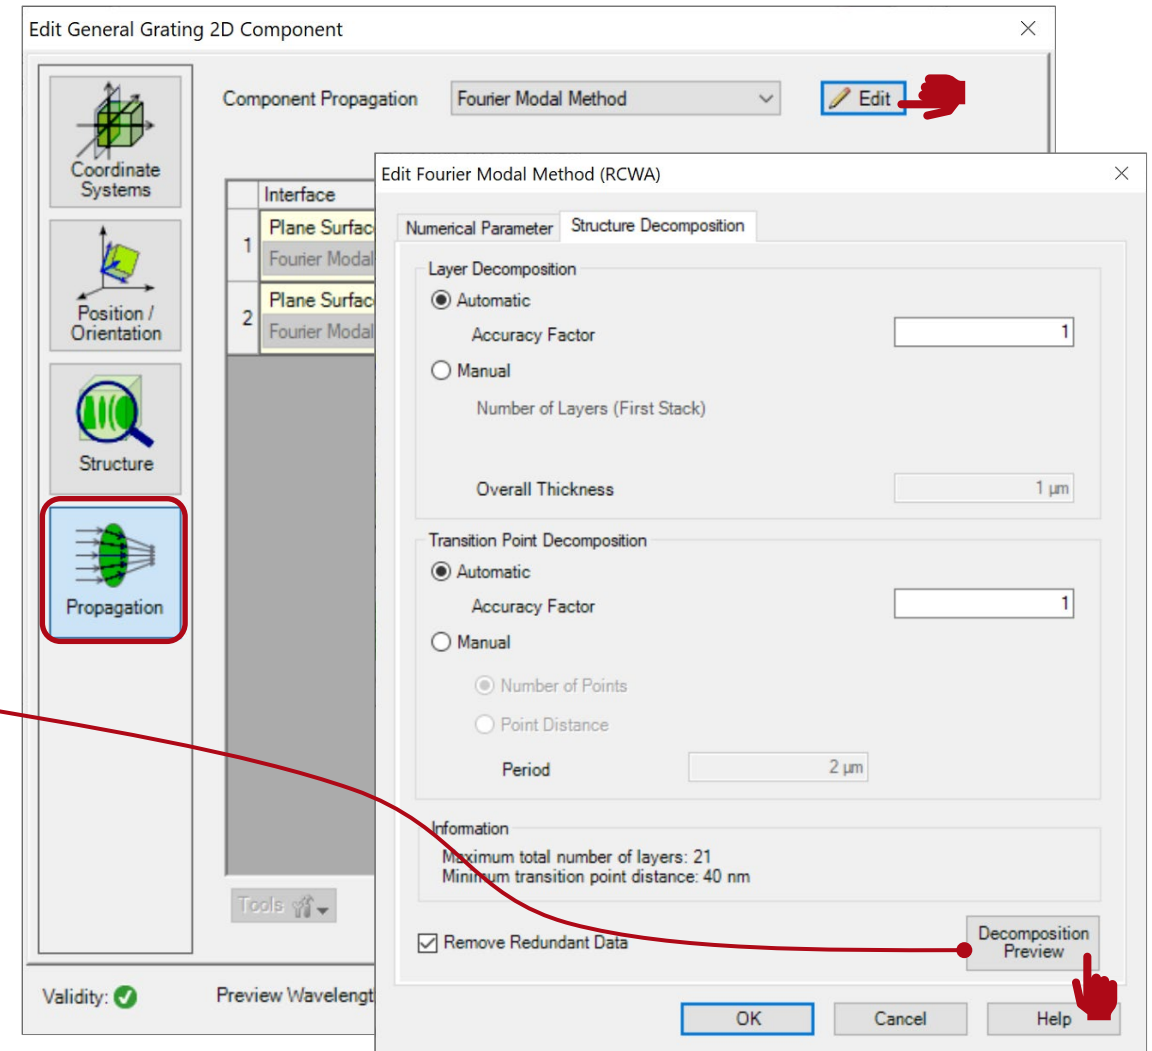 Edit General Grating 2D Component
Coordinate
Systems
Position /
Orientation
Structure
Propagation
Component Propagation
Fourier Modal Method
Edit
Interface
1
Plane Surfac
Fourier Modal
2
Plane Surfac
Fourier Modal
Tools
Validity:
Preview Wavelengt
Edit Fourier Modal Method (RCWA)
Numerical Parameter
Structure Decomposition
Layer Decomposition
Automatic
Accuracy Factor
1
Manual
Number of Layers (First Stack)
Overall Thickness
1 µm
Transition Point Decomposition
Automatic
Accuracy Factor
1
Manual
Number of Points
Point Distance
Period
2 µm
Information
Maximum total number of layers: 21
Minimum transition point distance: 40 nm
Remove Redundant Data
Decomposition
Preview
OK
Cancel
Help